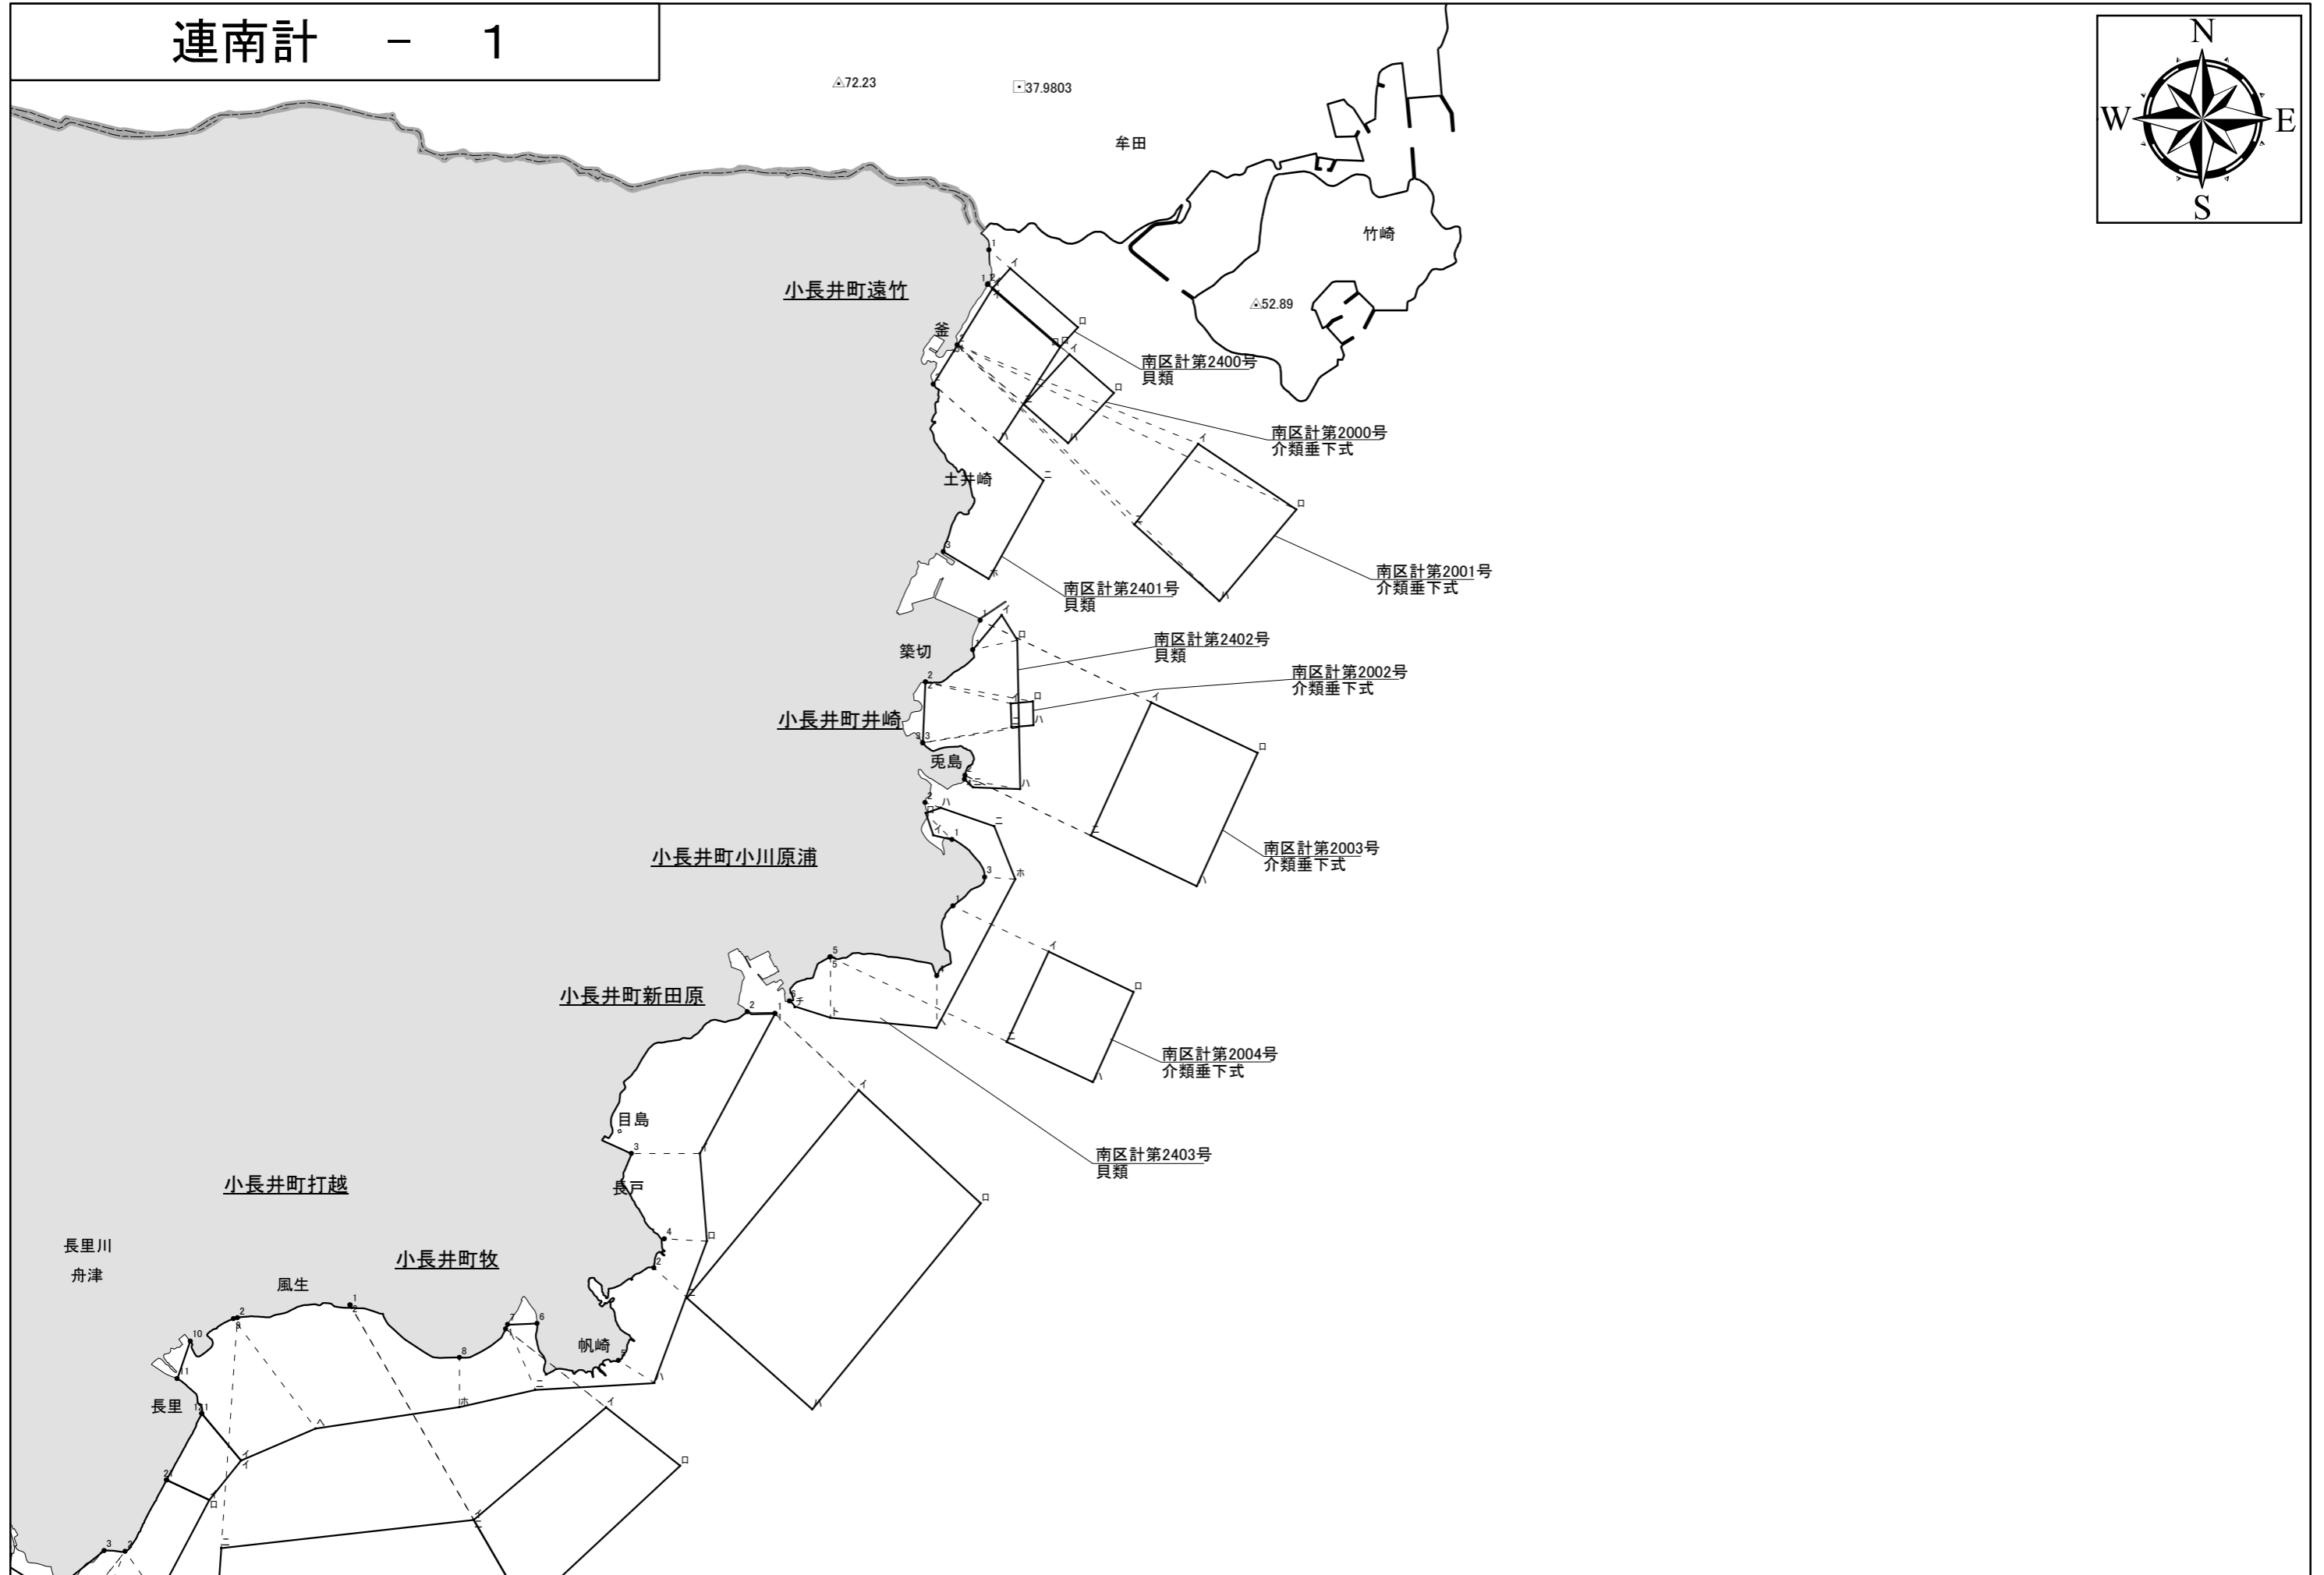 連南計 － 1
N
W
E
S
72.23
37.9803
牟田
竹崎
52.89
小長井町遠竹
釜
南区計第2400号
貝類
南区計第2000号
介類垂下式
土井崎
南区計第2001号
介類垂下式
南区計第2401号
貝類
築切
南区計第2402号
貝類
南区計第2002号
介類垂下式
小長井町井崎
兎島
小長井町小川原浦
南区計第2003号
介類垂下式
小長井町新田原
南区計第2004号
介類垂下式
目島
南区計第2403号
貝類
小長井町打越
長戸
長里川
舟津
小長井町牧
風生
帆崎
長里